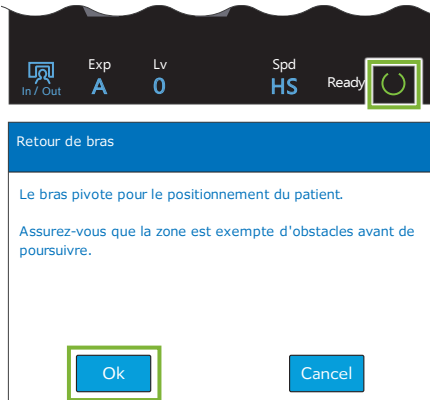 Exp Lv Spd
In / Out A 0 HS Ready
Retour de bras
Le bras pivote pour le positionnement du patient.
Assurez-vous que la zone est exempte d'obstacles avant de
poursuivre.
Ok Cancel